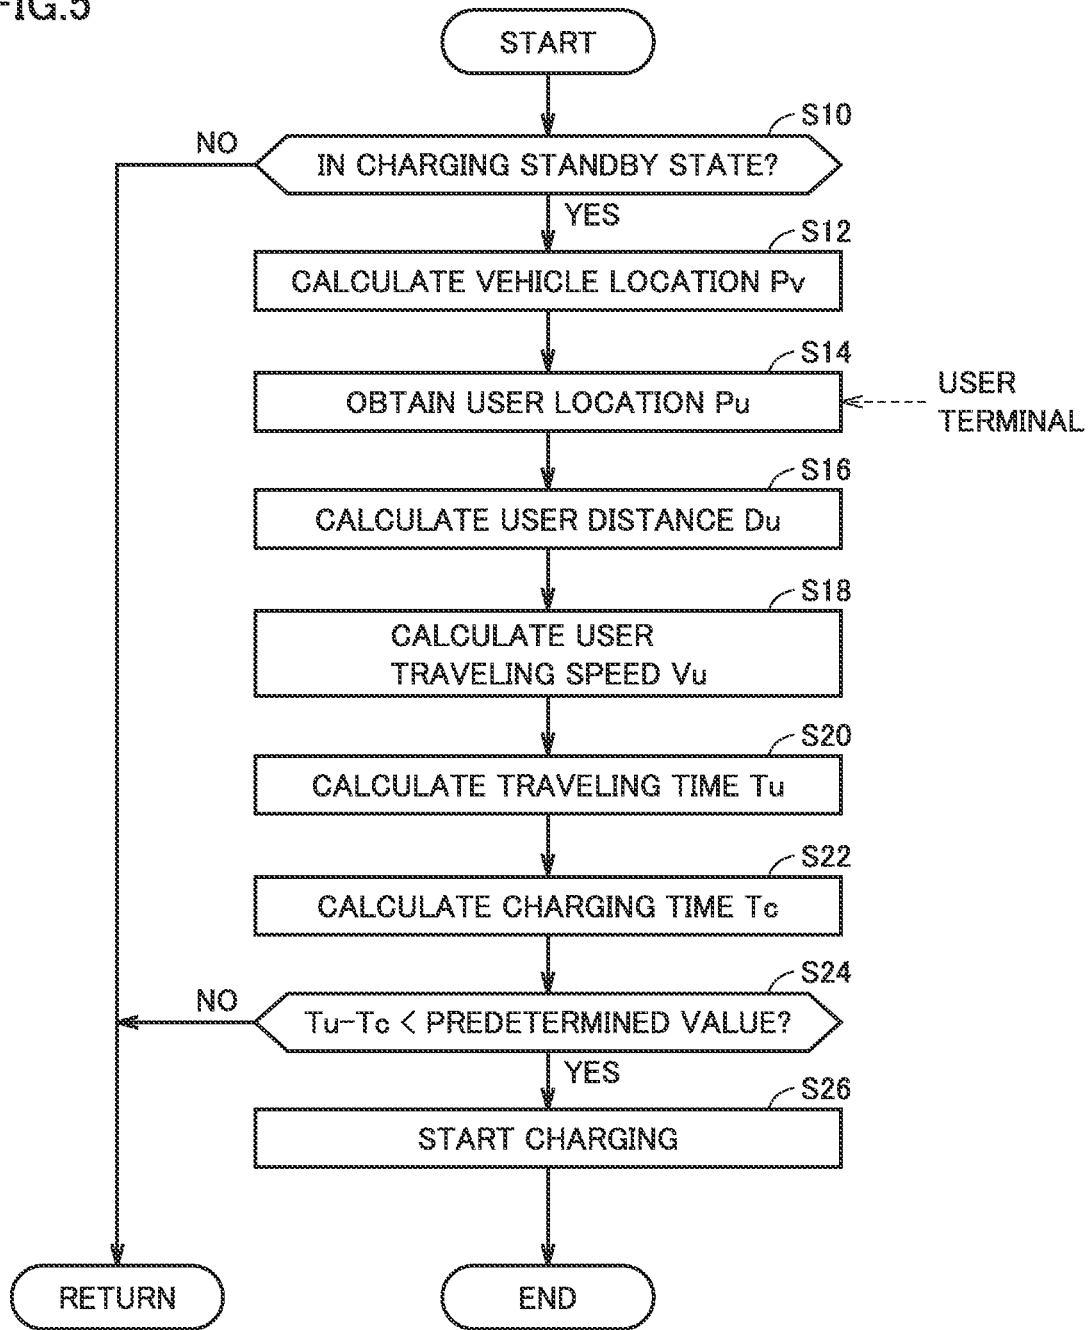 FIG.5
START
S10
NO
IN CHARGING STANDBY STATE?
YES
S12
CALCULATE VEHICLE LOCATION Pv
S14
OBTAIN USER LOCATION Pu
USER
TERMINAL
S16
CALCULATE USER DISTANCE Du
S18
CALCULATE USER
TRAVELING SPEED Vu
S20
CALCULATE TRAVELING TIME Tu
S22
CALCULATE CHARGING TIME Tc
S24
NO
Tu-Tc < PREDETERMINED VALUE?
YES
S26
START CHARGING
RETURN
END